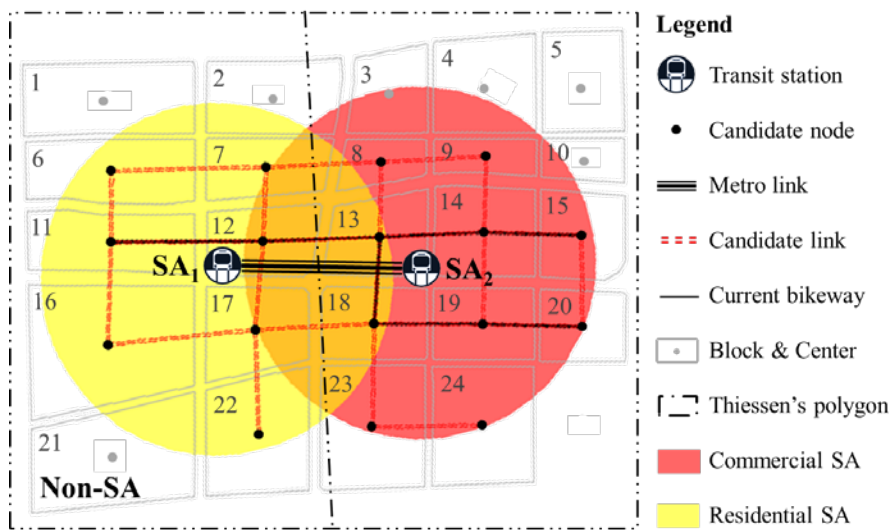 1
2
3
4
5
6
7
8
9
10
11
12
13
14
15
16
SA1
SA2
17
18
19
20
21
22
23
24
Non-SA
Legend
Transit station
Candidate node
Metro link
Candidate link
Current bikeway
Block & Center
Thiessen's polygon
Commercial SA
Residential SA